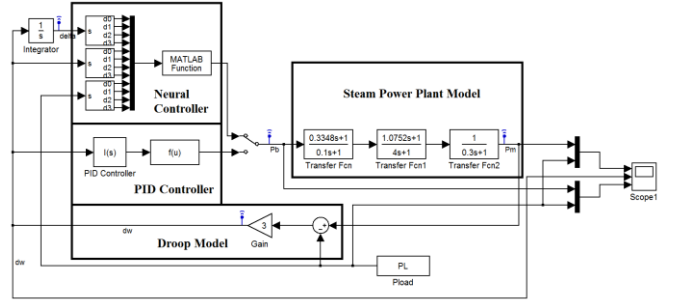 1
s
Integrator
delta
s
d0
d1
d2
d3
s
d0
d1
d2
d3
s
d0
d1
d2
d3
MATLAB
Function
Neural
Controller
I(s)
PID Controller
f(u)
PID Controller
Pb
Steam Power Plant Model
0.3348s+1
0.1s+1
Transfer Fcn
1.0752s+1
4s+1
Transfer Fcn1
1
0.3s+1
Transfer Fcn2
Pm
Scope1
dw
3
Gain
Droop Model
dw
PL
Pload